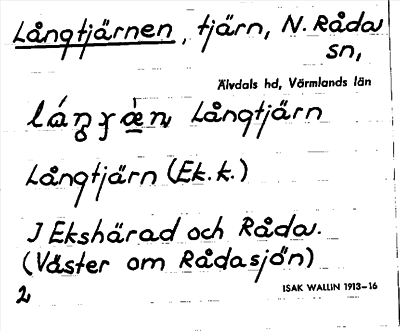 Långtjärnen, tjärn, N. Råda
sn,
Älvdals hd, Värmlands län
Långtjärn
Långtjärn (Ek. k.)
I Ekshärad och Råda.
(Väster om Rådasjön)
2
ISAK WALLIN 1913–16